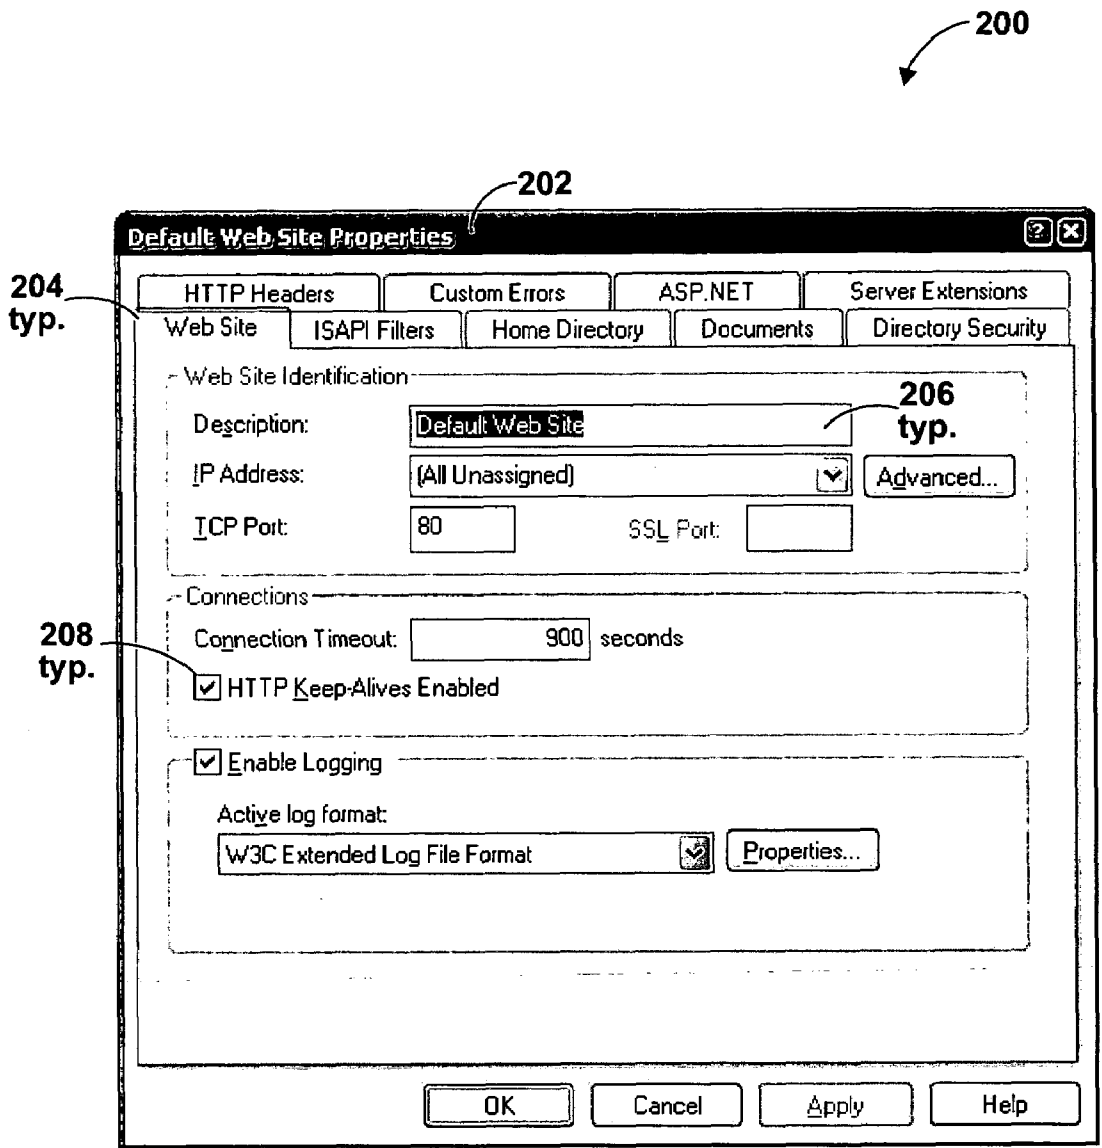 200
202
Default Web Site Properties
204
typ.
HTTP Headers
Custom Errors
ASP.NET
Server Extensions
Web Site
ISAPI Filters
Home Directory
Documents
Directory Security
Web Site Identification
206
typ.
Description:
Default Web Site
IP Address:
(All Unassigned)
Advanced...
TCP Port:
80
SSL Port:
Connections
208
typ.
Connection Timeout:
900
seconds
HTTP Keep-Alives Enabled
Enable Logging
Active log format:
W3C Extended Log File Format
Properties...
OK
Cancel
Apply
Help